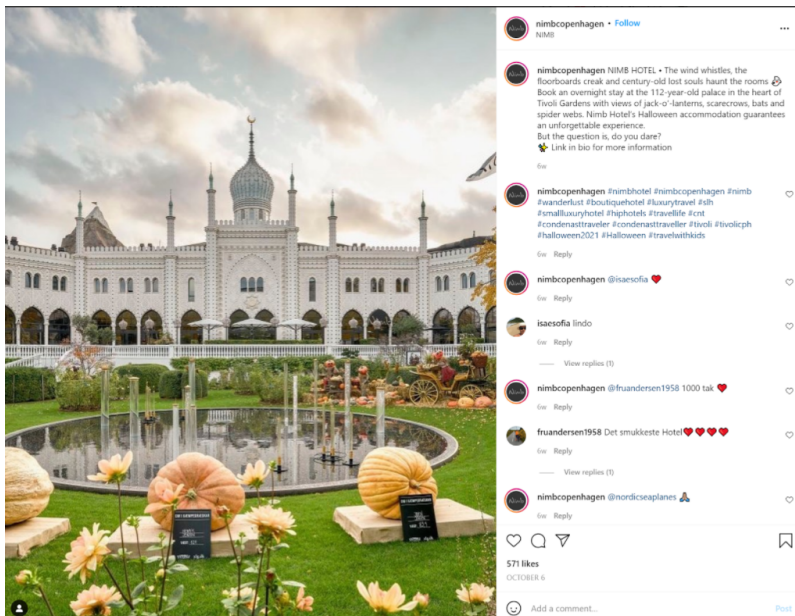 nimbcopenhagen • Follow
NIMB
nimbcopenhagen NIMB HOTEL • The wind whistles, the
floorboards creak and century-old lost souls haunt the rooms 👻
Book an overnight stay at the 112-year-old palace in the heart of
Tivoli Gardens with views of jack-o'-lanterns, scarecrows, bats and
spider webs. Nimb Hotel's Halloween accommodation guarantees
an unforgettable experience.
But the question is, do you dare?
✨ Link in bio for more information
6w
nimbcopenhagen #nimbhotel #nimbcopenhagen #nimb
#wanderlust #boutiquehotel #luxurytravel #slh
#smallluxuryhotel #hiphotels #travellife #cnt
#condenasttraveler #condenasttraveller #tivoli #tivolicph
#halloween2021 #Halloween #travelwithkids
6w Reply
nimbcopenhagen @isaesofia ❤
6w Reply
isaesofia lindo
6w Reply
View replies (1)
nimbcopenhagen @fruandersen1958 1000 tak ❤
6w Reply
fruandersen1958 Det smukkeste Hotel❤❤❤❤
6w Reply
View replies (1)
nimbcopenhagen @nordicseaplanes 🙏🏽
6w Reply
571 likes
OCTOBER 6
Add a comment...
Post